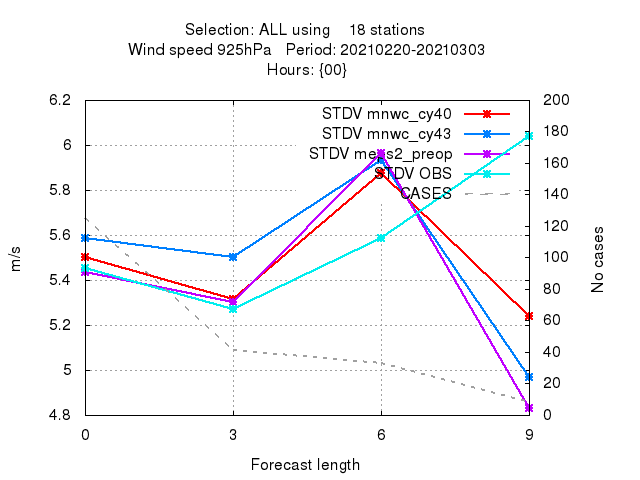 Selection: ALL using    18 stations
Wind speed 925hPa   Period: 20210220-20210303
Hours: {00}
6.2
6
5.8
5.6
5.4
5.2
5
4.8
m/s
200
180
160
140
120
100
80
60
40
20
0
No cases
STDV mnwc_cy40
STDV mnwc_cy43
STDV meps2_preop
STDV OBS
CASES
0 3 6 9
Forecast length